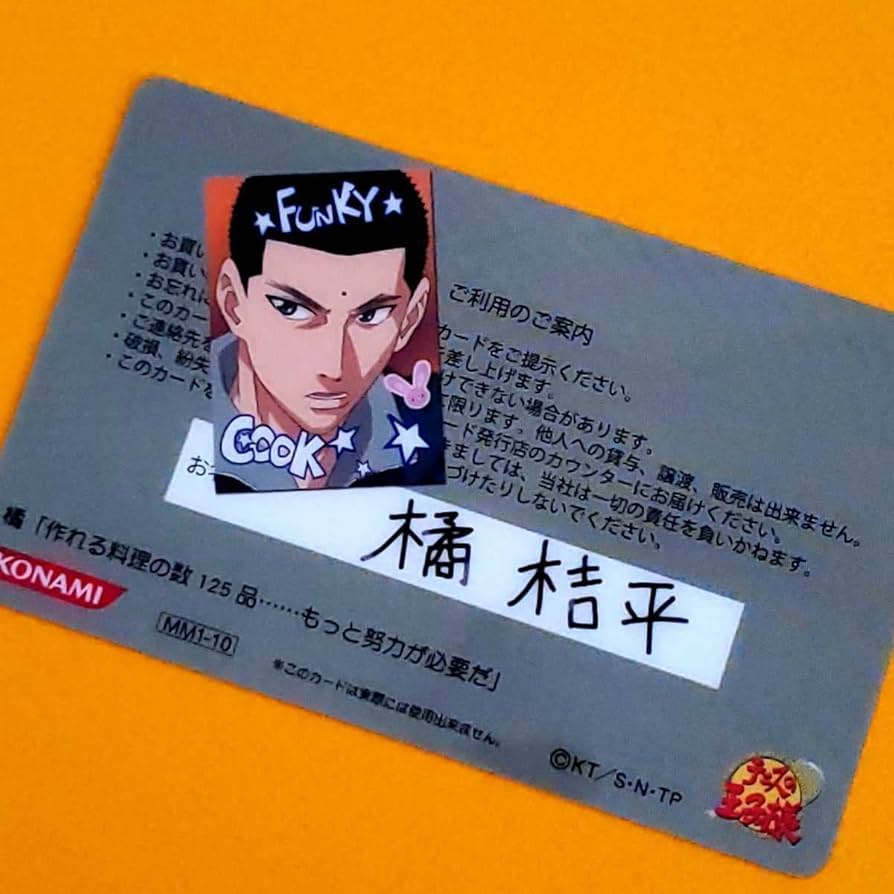 ★FUNKY★
COOK★
ご利用のご案内
・お買い
カードをご提示ください。
・お買い
差し上げます。
・お忘れに
けできない場合があります。
・このカー
に限ります。他人への貸与、譲渡、販売は出来ません。
・ご連絡先を
ード発行店のカウンターにお届けください。
・破損、紛失
きましては、当社は一切の責任を負いかねます。
・このカードを
づけたりしないでください。
お
橘 桔平
橘「作れる料理の数125品……もっと努力が必要だ」
KONAMI
MM1-10
※このカードは実際には使用出来ません。
©KT/S・N・TP
テニスの
王子様